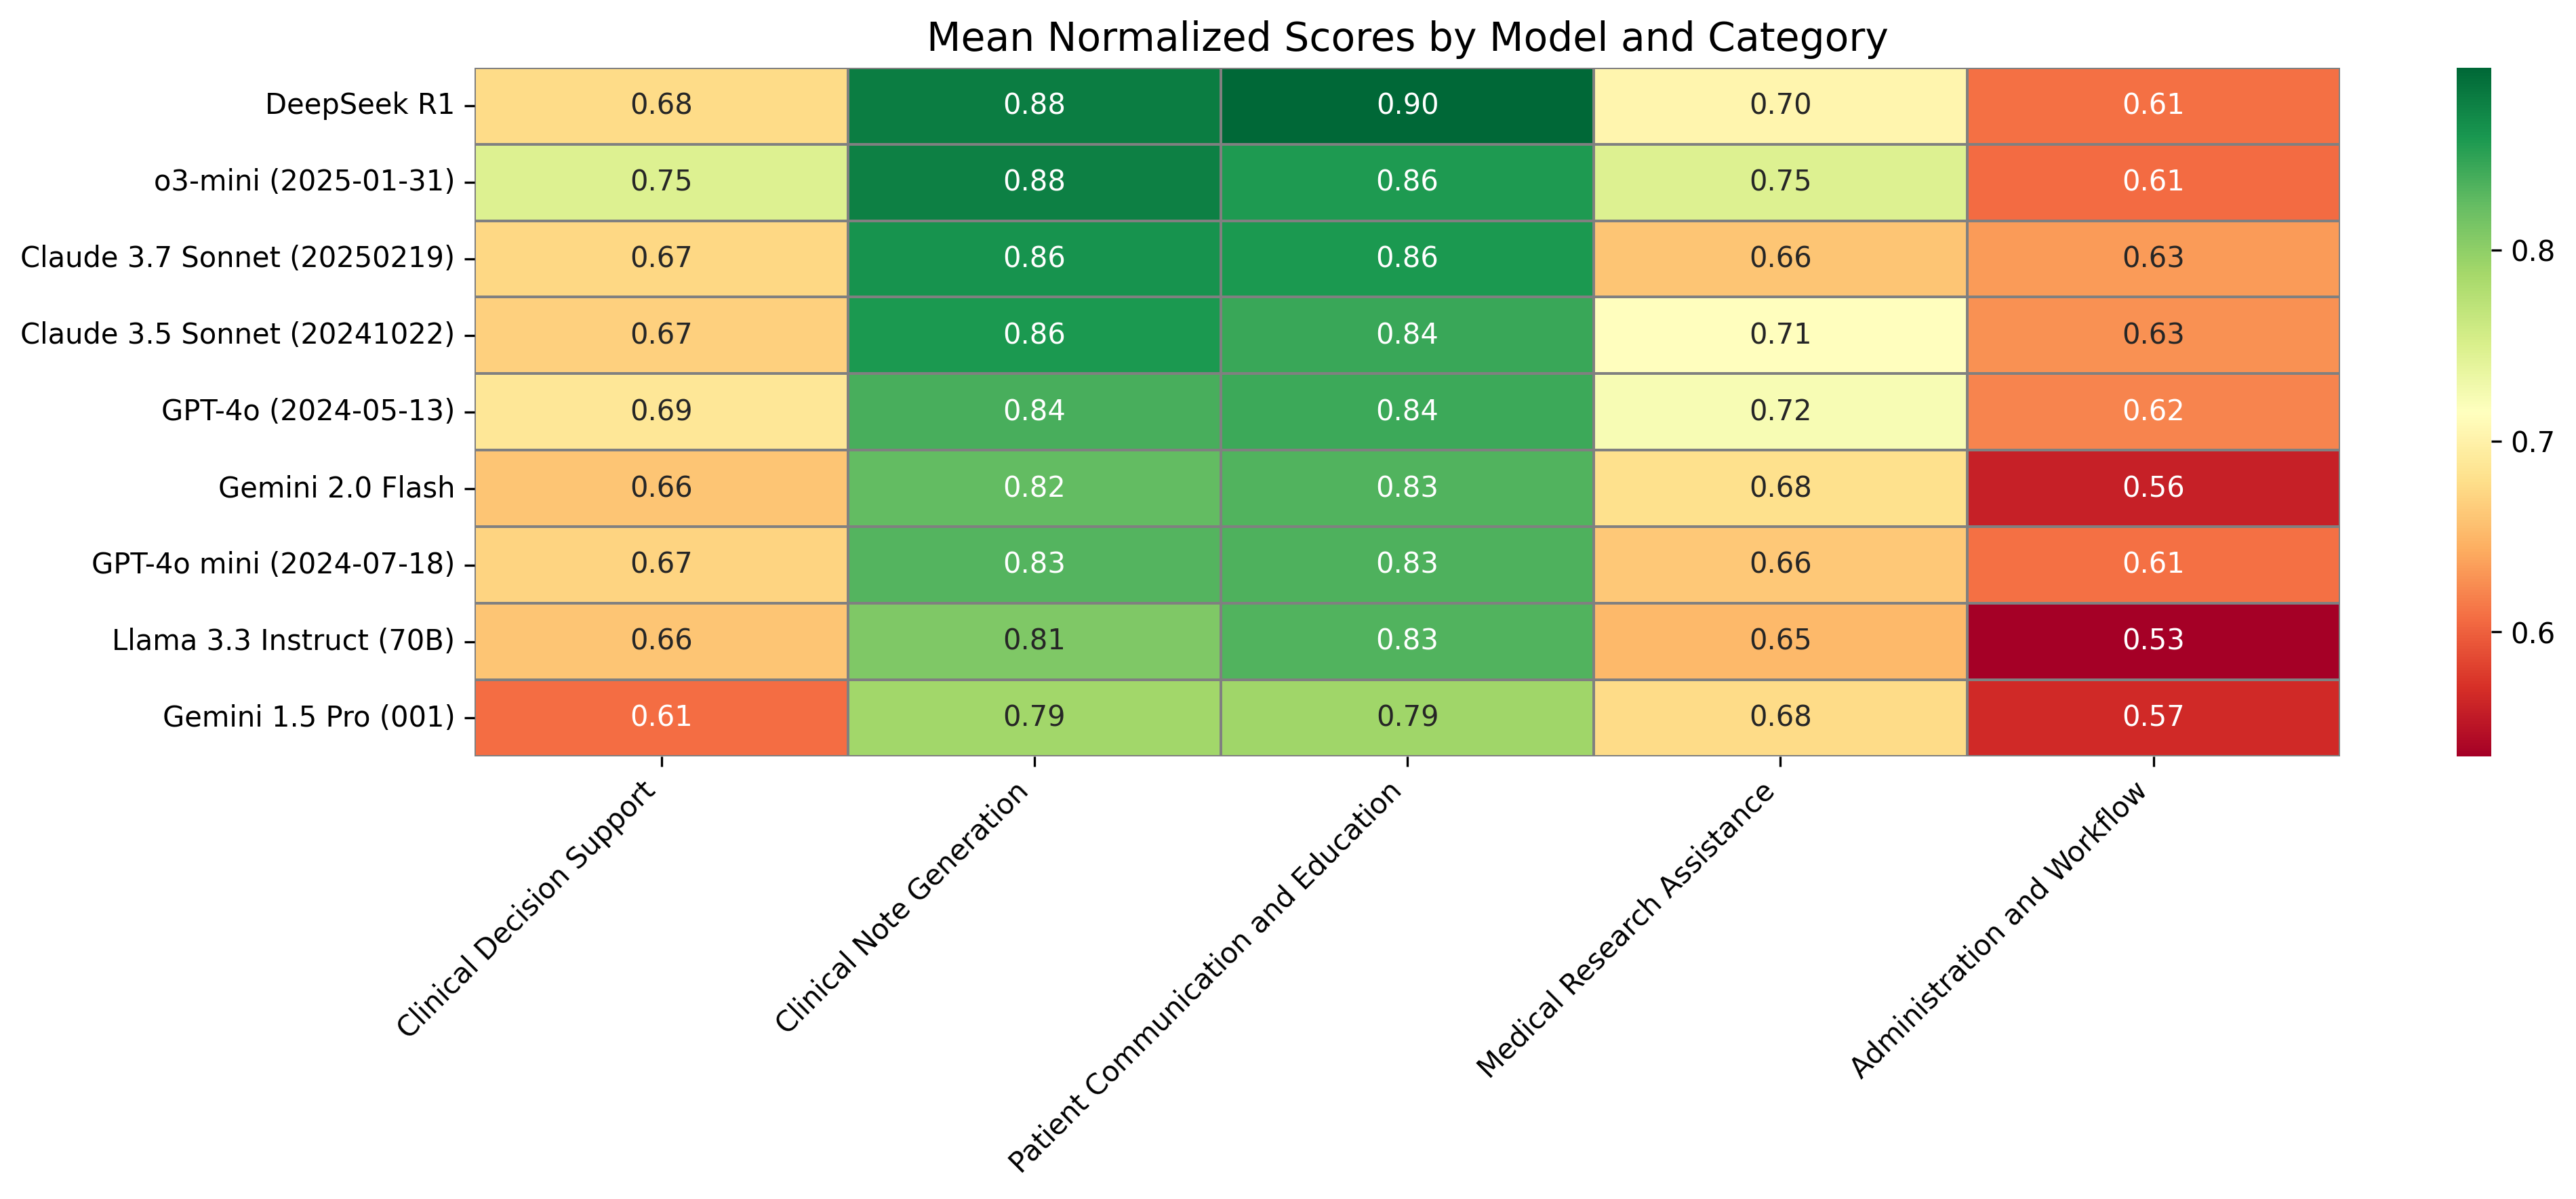 Mean Normalized Scores by Model and Category
DeepSeek R1 0.68 0.88 0.90 0.70 0.61
o3-mini (2025-01-31) 0.75 0.88 0.86 0.75 0.61
Claude 3.7 Sonnet (20250219) 0.67 0.86 0.86 0.66 0.63
Claude 3.5 Sonnet (20241022) 0.67 0.86 0.84 0.71 0.63
GPT-4o (2024-05-13) 0.69 0.84 0.84 0.72 0.62
Gemini 2.0 Flash 0.66 0.82 0.83 0.68 0.56
GPT-4o mini (2024-07-18) 0.67 0.83 0.83 0.66 0.61
Llama 3.3 Instruct (70B) 0.66 0.81 0.83 0.65 0.53
Gemini 1.5 Pro (001) 0.61 0.79 0.79 0.68 0.57
Clinical Decision Support
Clinical Note Generation
Patient Communication and Education
Medical Research Assistance
Administration and Workflow
0.8
0.7
0.6